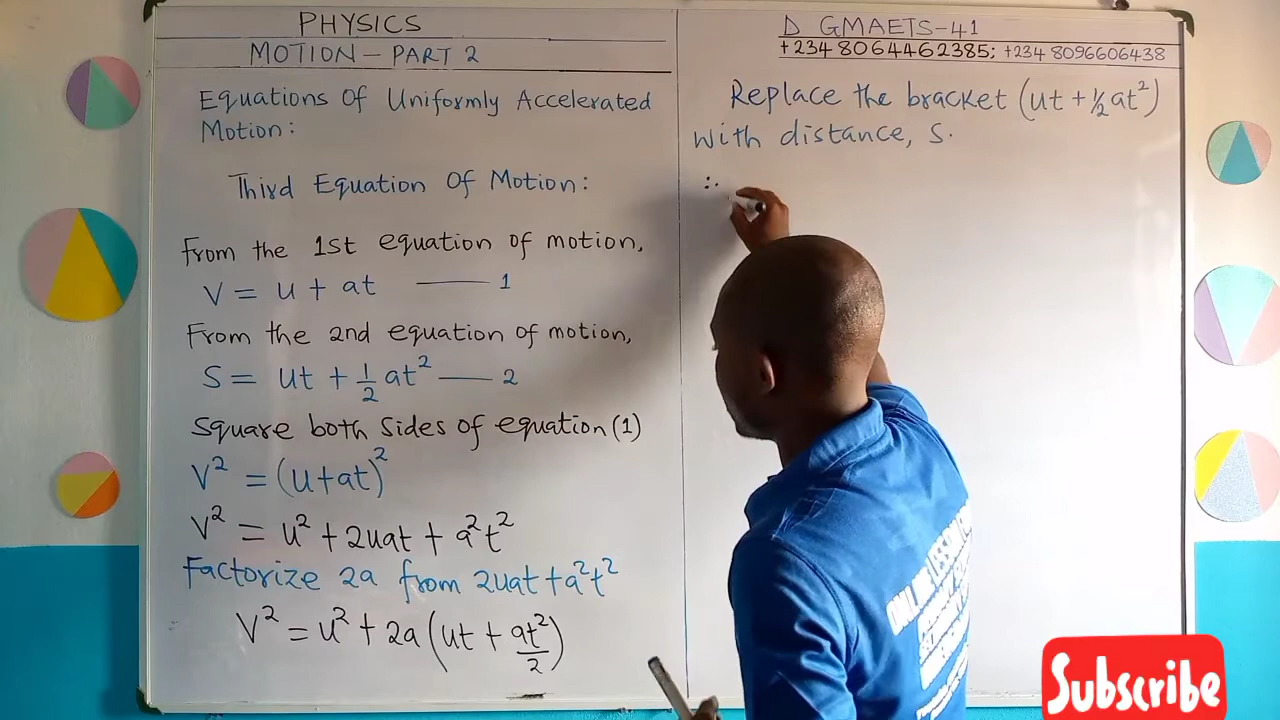 PHYSICS
MOTION – PART 2
Equations Of Uniformly Accelerated
Motion:
Third Equation Of Motion:
From the 1st equation of motion,
V = u + at —— 1
From the 2nd equation of motion,
S = ut + 1/2 at² —— 2
Square both sides of equation (1)
V² = (u+at)²
V² = u² + 2uat + a²t²
Factorize 2a from 2uat + a²t²
V² = u² + 2a (ut + at²/2)
D GMAETS-41
+234 8064462385; +234 8096606438
Replace the bracket (ut + ½at²)
with distance, S.
∴
ONLINE LESSON
Subscribe